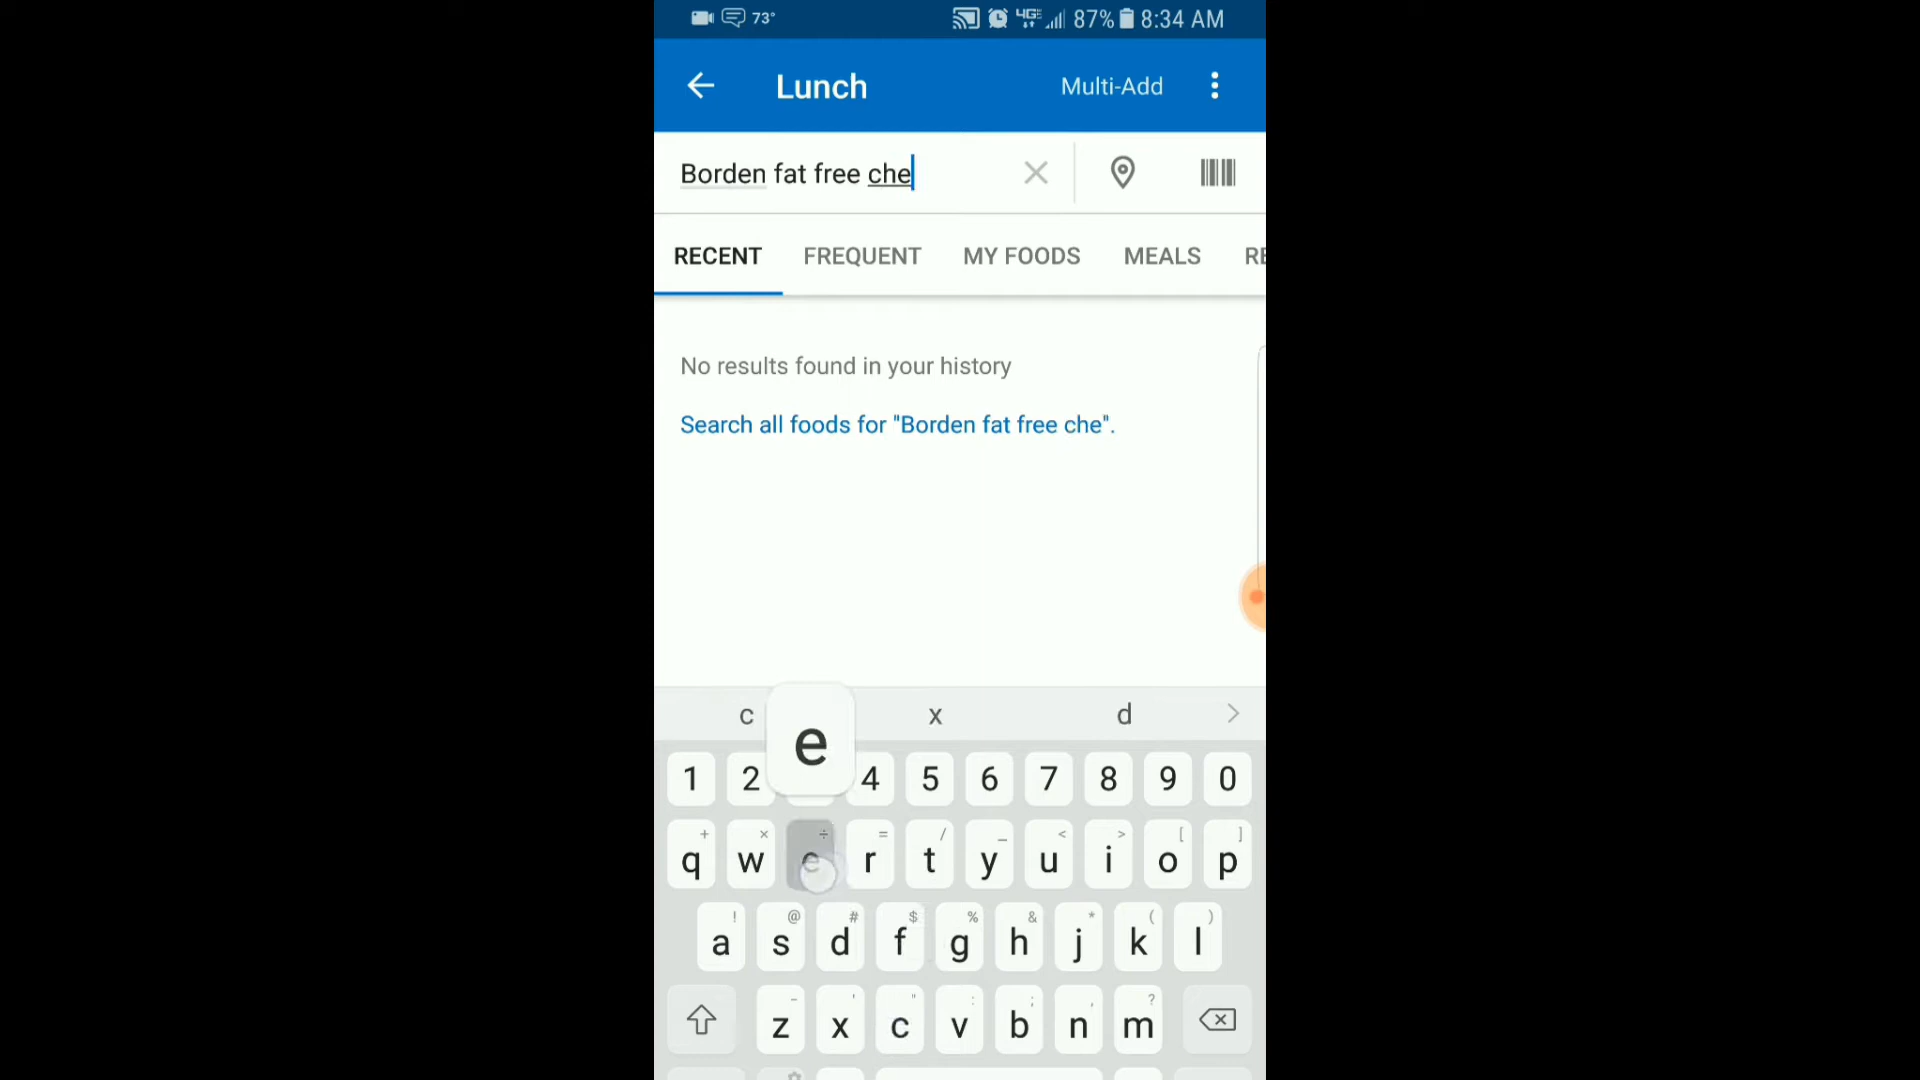 73° 87% 8:34 AM
Lunch Multi-Add
Borden fat free che
RECENT FREQUENT MY FOODS MEALS RE
No results found in your history
Search all foods for "Borden fat free che".
c e x d
1 2 4 5 6 7 8 9 0
+ × ÷ = / _ < > [ ]
q w e r t y u i o p
! @ # $ % & * ( )
a s d f g h j k l
- ' " : ; , ?
z x c v b n m